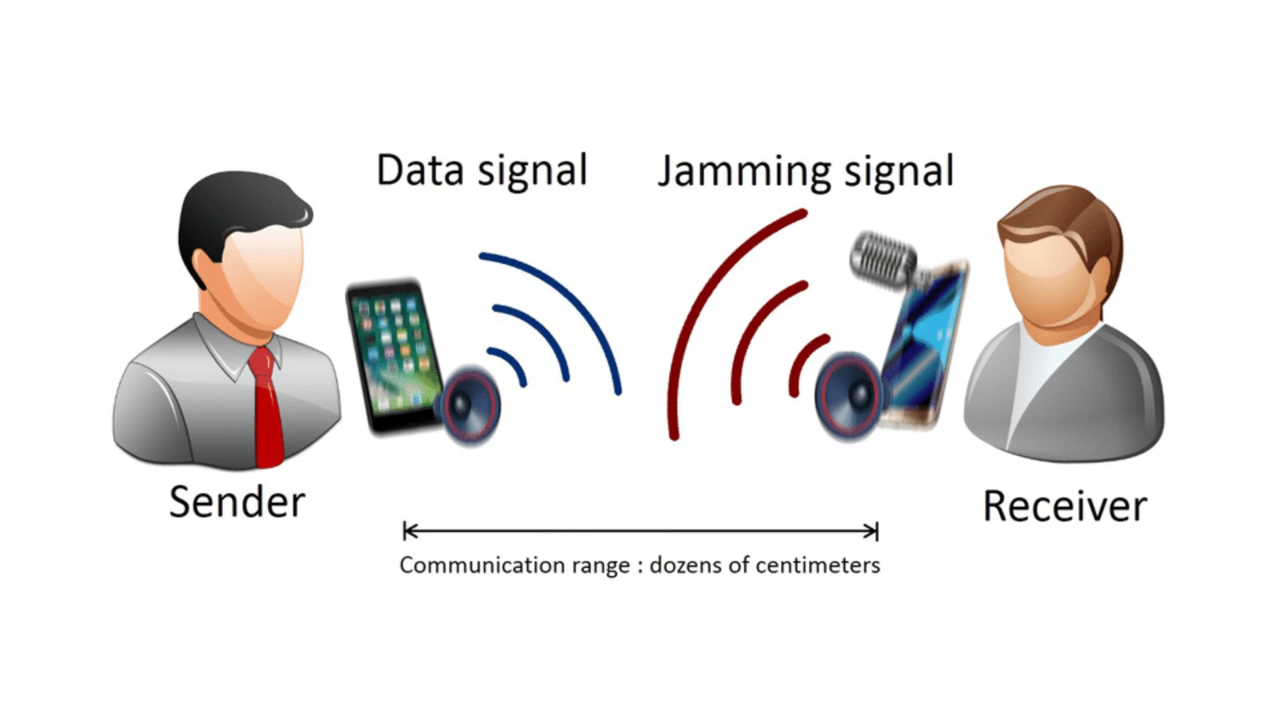 Data signal
Jamming signal
Sender
Receiver
Communication range : dozens of centimeters